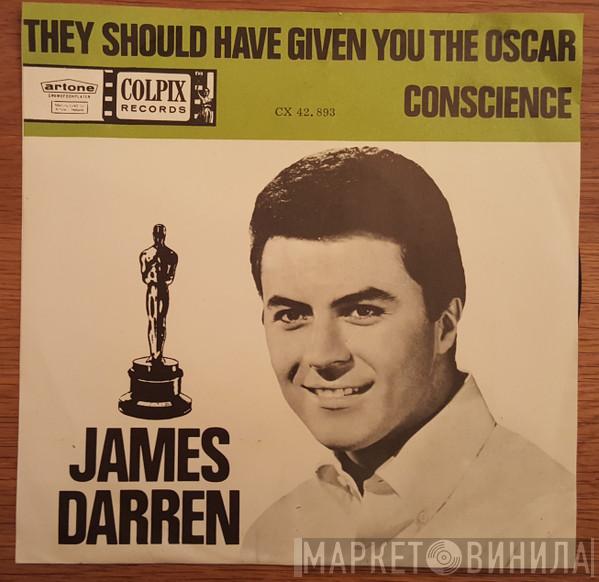 THEY SHOULD HAVE GIVEN YOU THE OSCAR
CONSCIENCE
artone
COLPIX
RECORDS
CX 42.893
JAMES
DARREN
МАРКЕТ ВИНИЛА